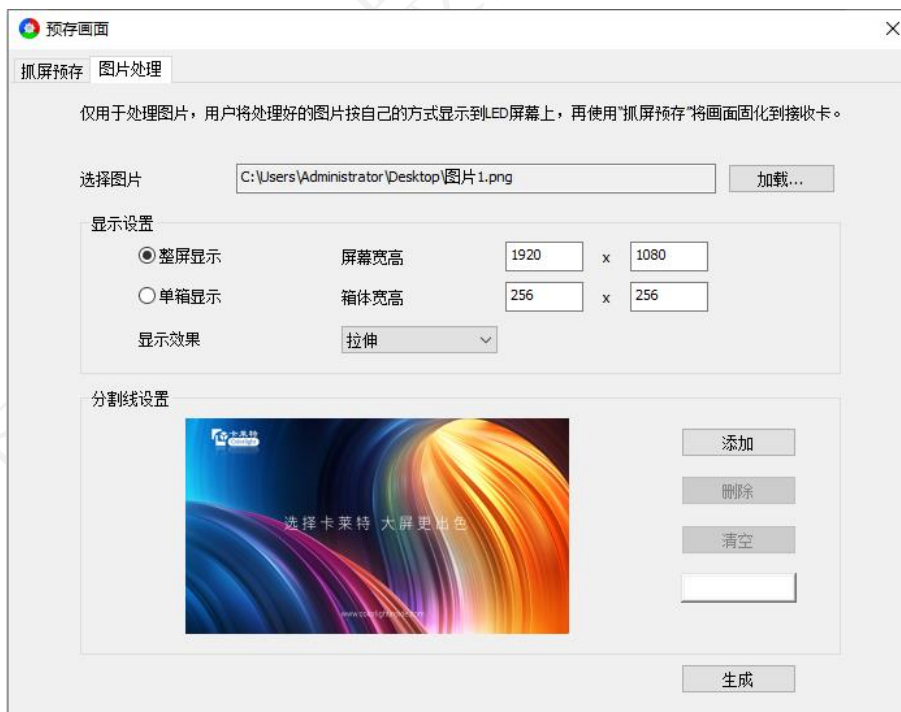 预存画面
抓屏预存 图片处理
仅用于处理图片，用户将处理好的图片按自己的方式显示到LED屏幕上，再使用“抓屏预存”将画面固化到接收卡。
选择图片 C:\Users\Administrator\Desktop\图片1.png 加载...
显示设置
整屏显示 屏幕宽高 1920 x 1080
单箱显示 箱体宽高 256 x 256
显示效果 拉伸
分割线设置
卡莱特
Colorlight
添加
删除
选择卡莱特 大屏更出色
清空
生成